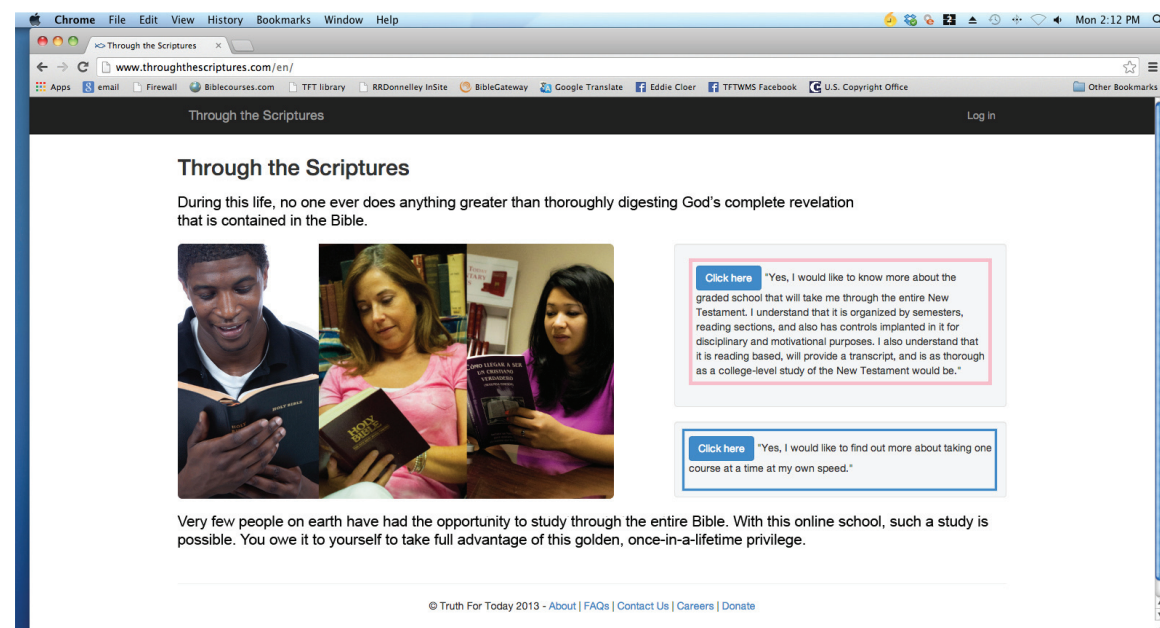 Chrome File Edit View History Bookmarks Window Help Mon 2:12 PM
Through the Scriptures
www.throughthescriptures.com/en/
Apps email Firewall Biblecourses.com TFT library RRDonnelley InSite BibleGateway Google Translate Eddie Cloer TFTWMS Facebook U.S. Copyright Office Other Bookmarks
Through the Scriptures Log in
Through the Scriptures
During this life, no one ever does anything greater than thoroughly digesting God's complete revelation
that is contained in the Bible.
HOLY BIBLE
HOLY
BIBLE
CÓMO LLEGAR A SER
UN CRISTIANO
VERDADERO
Click here "Yes, I would like to know more about the
graded school that will take me through the entire New
Testament. I understand that it is organized by semesters,
reading sections, and also has controls implanted in it for
disciplinary and motivational purposes. I also understand that
it is reading based, will provide a transcript, and is as thorough
as a college-level study of the New Testament would be."
Click here "Yes, I would like to find out more about taking one
course at a time at my own speed."
Very few people on earth have had the opportunity to study through the entire Bible. With this online school, such a study is
possible. You owe it to yourself to take full advantage of this golden, once-in-a-lifetime privilege.
© Truth For Today 2013 - About | FAQs | Contact Us | Careers | Donate